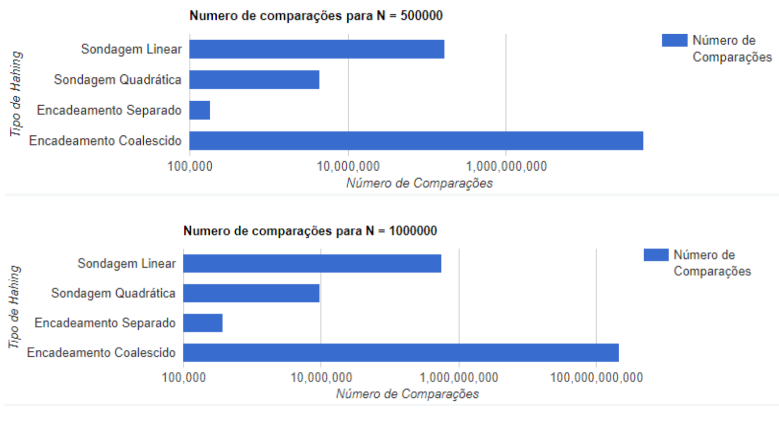 Numero de comparações para N = 500000
Tipo de Hahing
Sondagem Linear
Sondagem Quadrática
Encadeamento Separado
Encadeamento Coalescido
100,000
10,000,000
1,000,000,000
Número de Comparações
Número de
Comparações
Numero de comparações para N = 1000000
Tipo de Hahing
Sondagem Linear
Sondagem Quadrática
Encadeamento Separado
Encadeamento Coalescido
100,000
10,000,000
1,000,000,000
100,000,000,000
Número de Comparações
Número de
Comparações